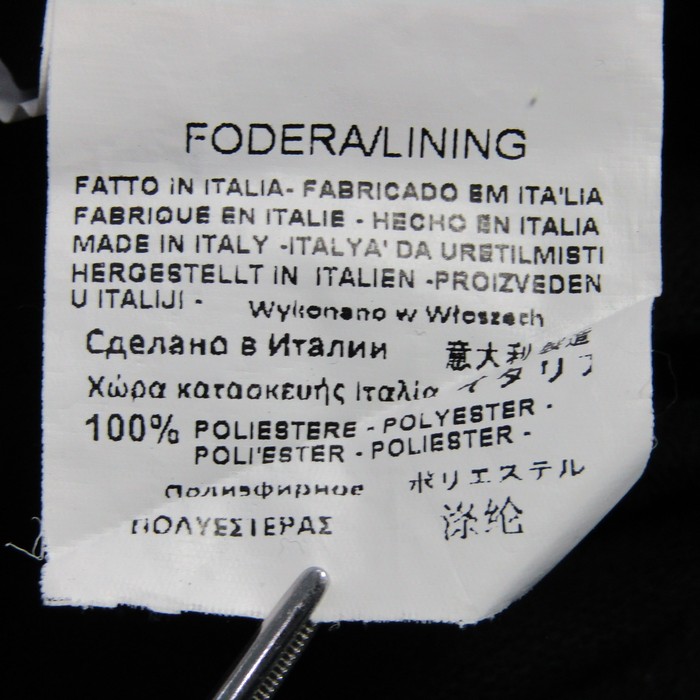 FODERA/LINING
FATTO iN ITALIA- FABRICADO EM ITA'LIA
FABRIQUE EN ITALIE - HECHO EN ITALIA
MADE IN ITALY -ITALYA' DA URETILMISTI
HERGESTELLT iN ITALIEN -PROIZVEDEN
U ITALIJI -
Wykonano w Włoszech
Сделано в Италии
意大利製造
イタリア
Χώρα κατασκευής Ιταλία
100% POLIESTERE - POLYESTER -
POLI'ESTER - POLIESTER -
Полиэфирное ポリエステル
ΠΟΛΥΕΣΤΕΡΑΣ 涤纶